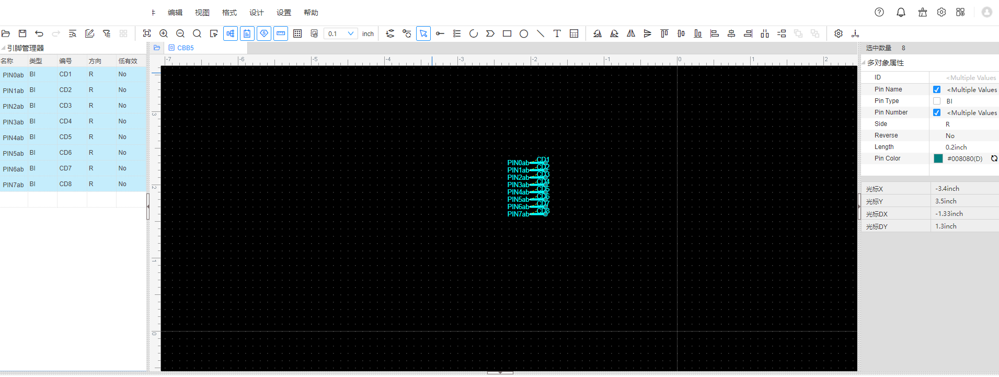 编辑 视图 格式 设计 设置 帮助
0.1 inch
引脚管理器
CBB5
选中数量 8
名称 类型 编号 方向 低有效
PIN0ab BI CD1 R No
PIN1ab BI CD2 R No
PIN2ab BI CD3 R No
PIN3ab BI CD4 R No
PIN4ab BI CD5 R No
PIN5ab BI CD6 R No
PIN6ab BI CD7 R No
PIN7ab BI CD8 R No
-7 -6 -5 -4 -3 -2 -1 0 1 2
3
2
1
0
PIN0ab CD1
PIN1ab CD2
PIN2ab CD3
PIN3ab CD4
PIN4ab CD5
PIN5ab CD6
PIN6ab CD7
PIN7ab CD8
多对象属性
ID <Multiple Values
Pin Name <Multiple Values
Pin Type BI
Pin Number <Multiple Values
Side R
Reverse No
Length 0.2inch
Pin Color #008080(D)
光标X -3.4inch
光标Y 3.5inch
光标DX -1.33inch
光标DY 1.3inch